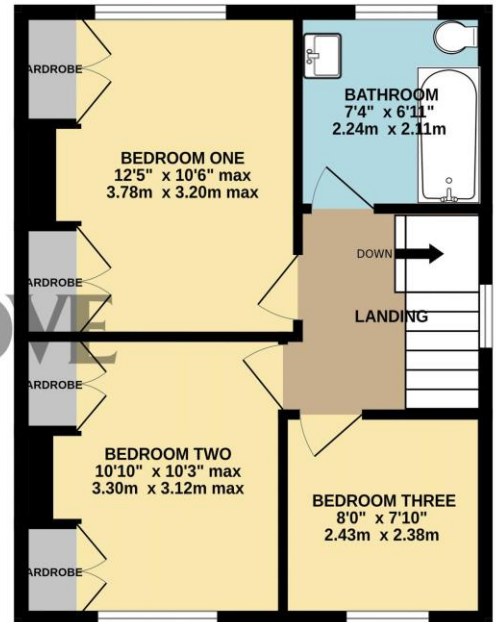 ARDROBE
BATHROOM
7'4" x 6'11"
2.24m x 2.11m
BEDROOM ONE
12'5" x 10'6" max
3.78m x 3.20m max
DOWN
ARDROBE
LANDING
OVE
ARDROBE
BEDROOM TWO
10'10" x 10'3" max
3.30m x 3.12m max
BEDROOM THREE
8'0" x 7'10"
2.43m x 2.38m
ARDROBE